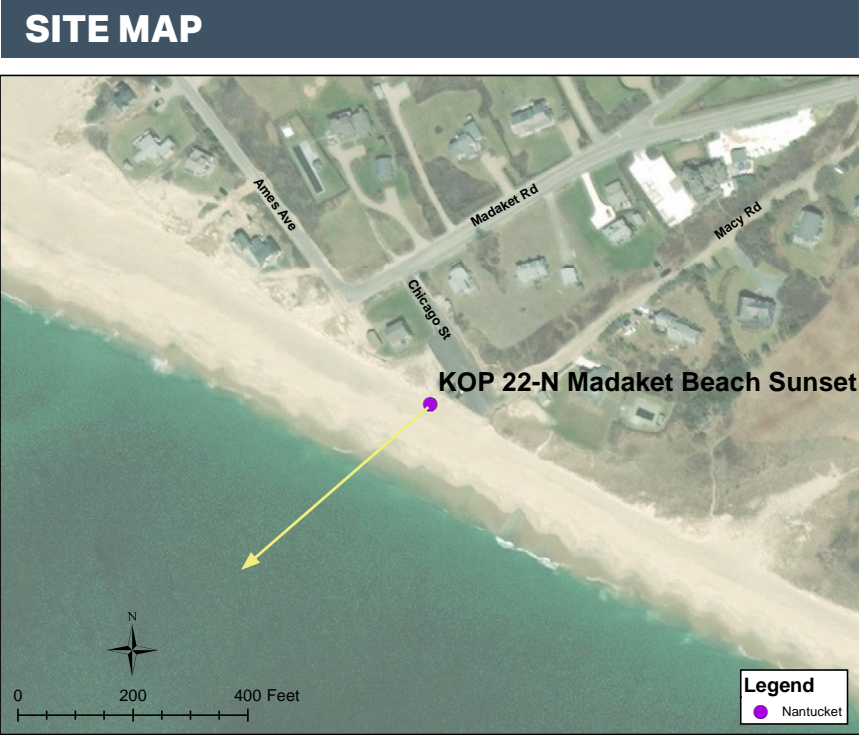 SITE MAP
Ames Ave
Madaket Rd
Macy Rd
Chicago St
KOP 22-N Madaket Beach Sunset
N
0 200 400 Feet
Legend
Nantucket